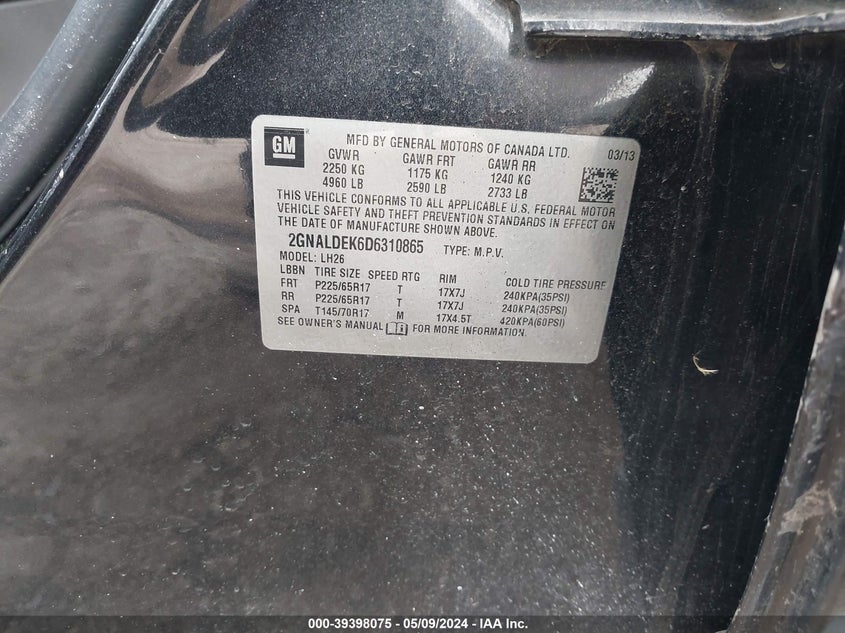 GM
MFD BY GENERAL MOTORS OF CANADA LTD. 03/13
GVWR GAWR FRT GAWR RR
2250 KG 1175 KG 1240 KG
4960 LB 2590 LB 2733 LB
THIS VEHICLE CONFORMS TO ALL APPLICABLE U.S. FEDERAL MOTOR
VEHICLE SAFETY AND THEFT PREVENTION STANDARDS IN EFFECT ON
THE DATE OF MANUFACTURE SHOWN ABOVE.
2GNALDEK6D6310865 TYPE: M.P.V.
MODEL: LH26
LBBN TIRE SIZE SPEED RTG RIM COLD TIRE PRESSURE
FRT P225/65R17 T 17X7J 240KPA(35PSI)
RR P225/65R17 T 17X7J 240KPA(35PSI)
SPA T145/70R17 M 17X4.5T 420KPA(60PSI)
SEE OWNER'S MANUAL FOR MORE INFORMATION.
000-39398075 - 05/09/2024 - IAA Inc.